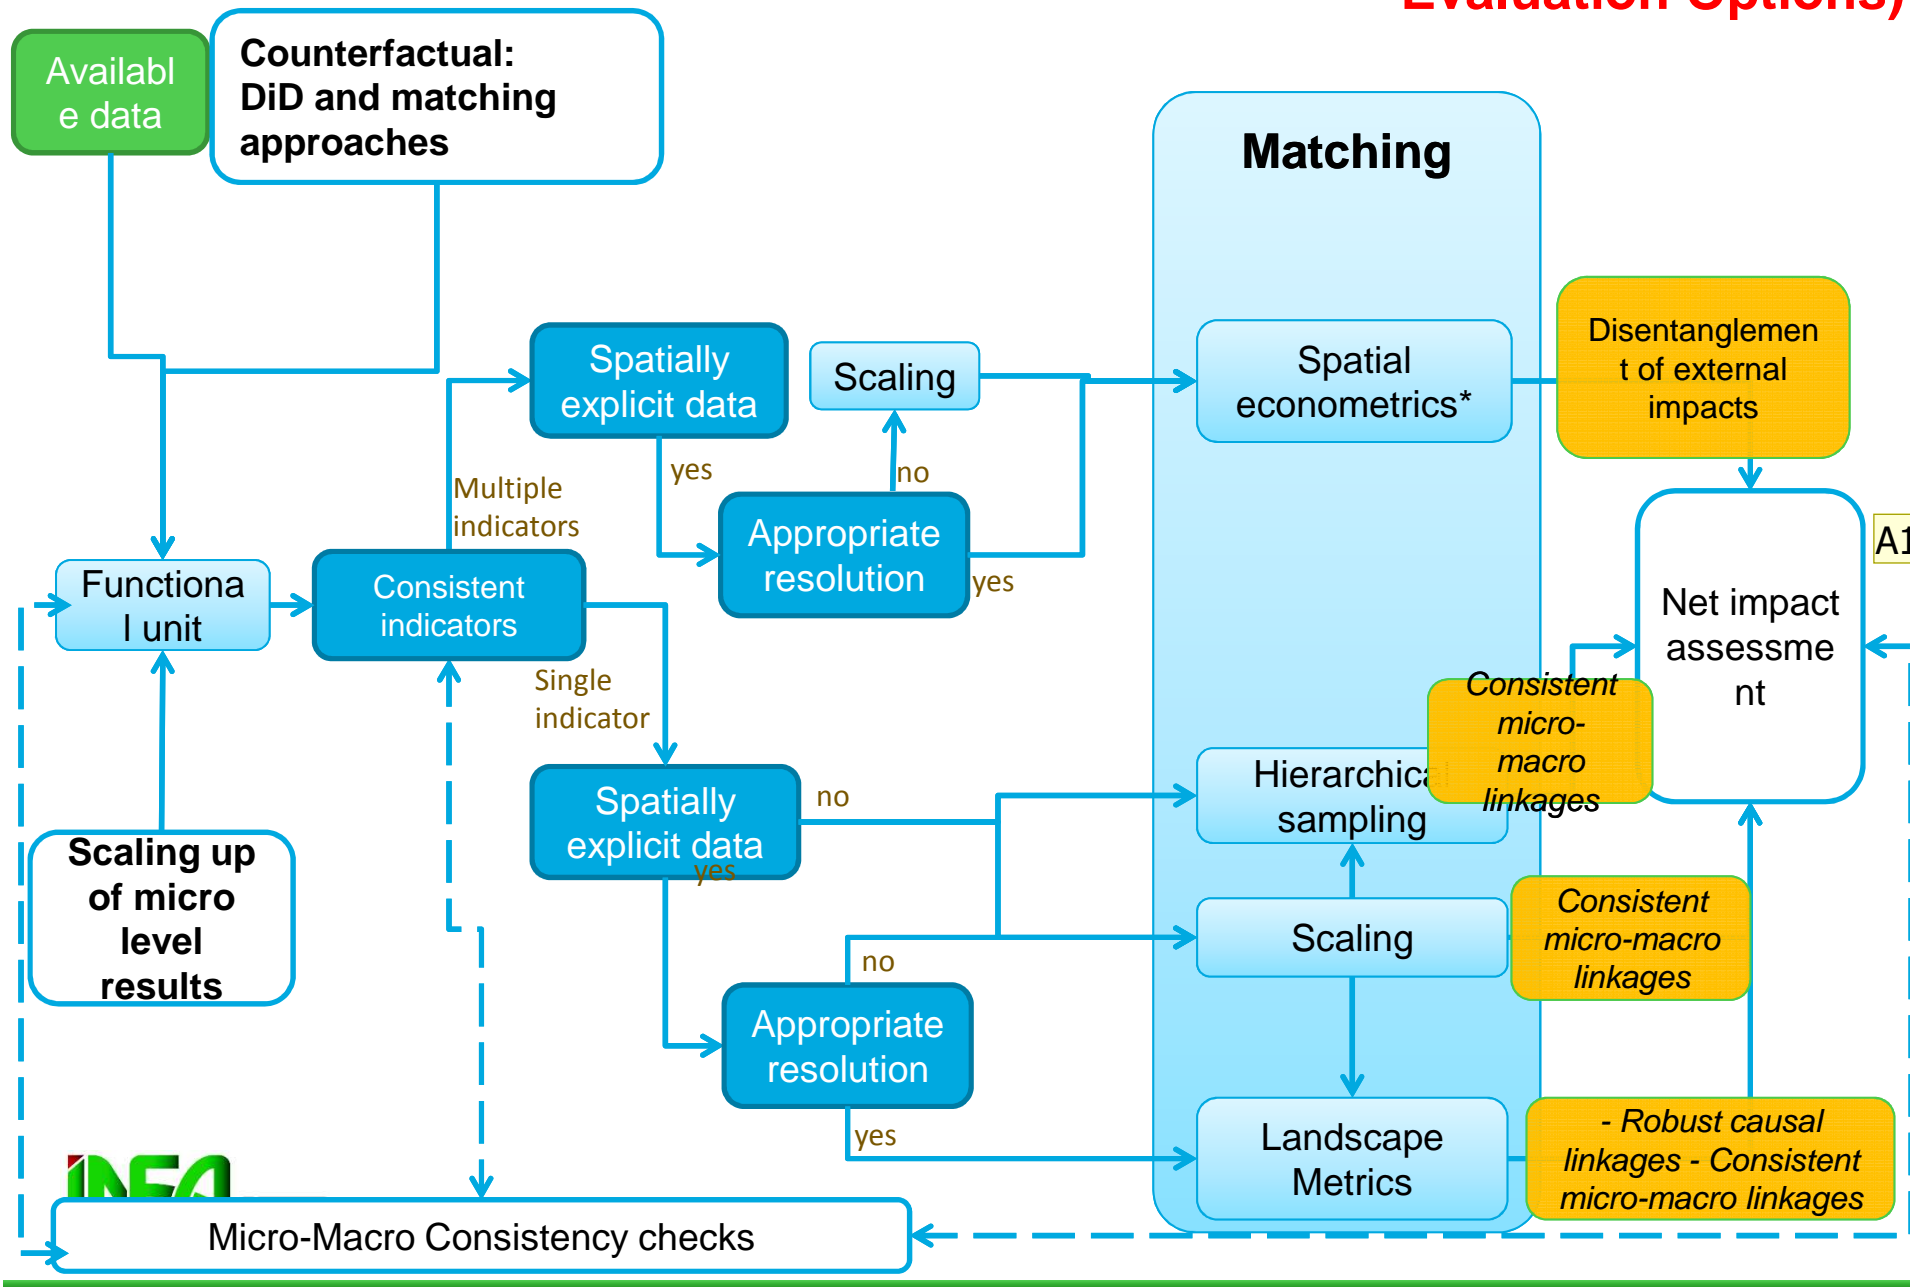 Evaluation Options)
Availabl
e data
Counterfactual:
DiD and matching
approaches
Matching
Spatially
explicit data
Scaling
Spatial
econometrics*
Disentanglemen
t of external
impacts
yes
no
Multiple
indicators
Appropriate
resolution
yes
A1
Functiona
l unit
Consistent
indicators
Net impact
assessme
nt
Single
indicator
Consistent
micro-
macro
linkages
Spatially
explicit data
yes
no
Hierarchical
sampling
Scaling up
of micro
level
results
Scaling
Consistent
micro-macro
linkages
no
Appropriate
resolution
yes
Landscape
Metrics
- Robust causal
linkages - Consistent
micro-macro linkages
Micro-Macro Consistency checks